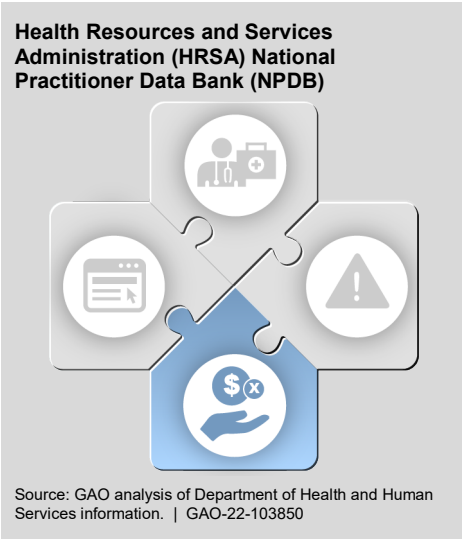 Health Resources and Services
Administration (HRSA) National
Practitioner Data Bank (NPDB)
$ x
Source: GAO analysis of Department of Health and Human
Services information. | GAO-22-103850